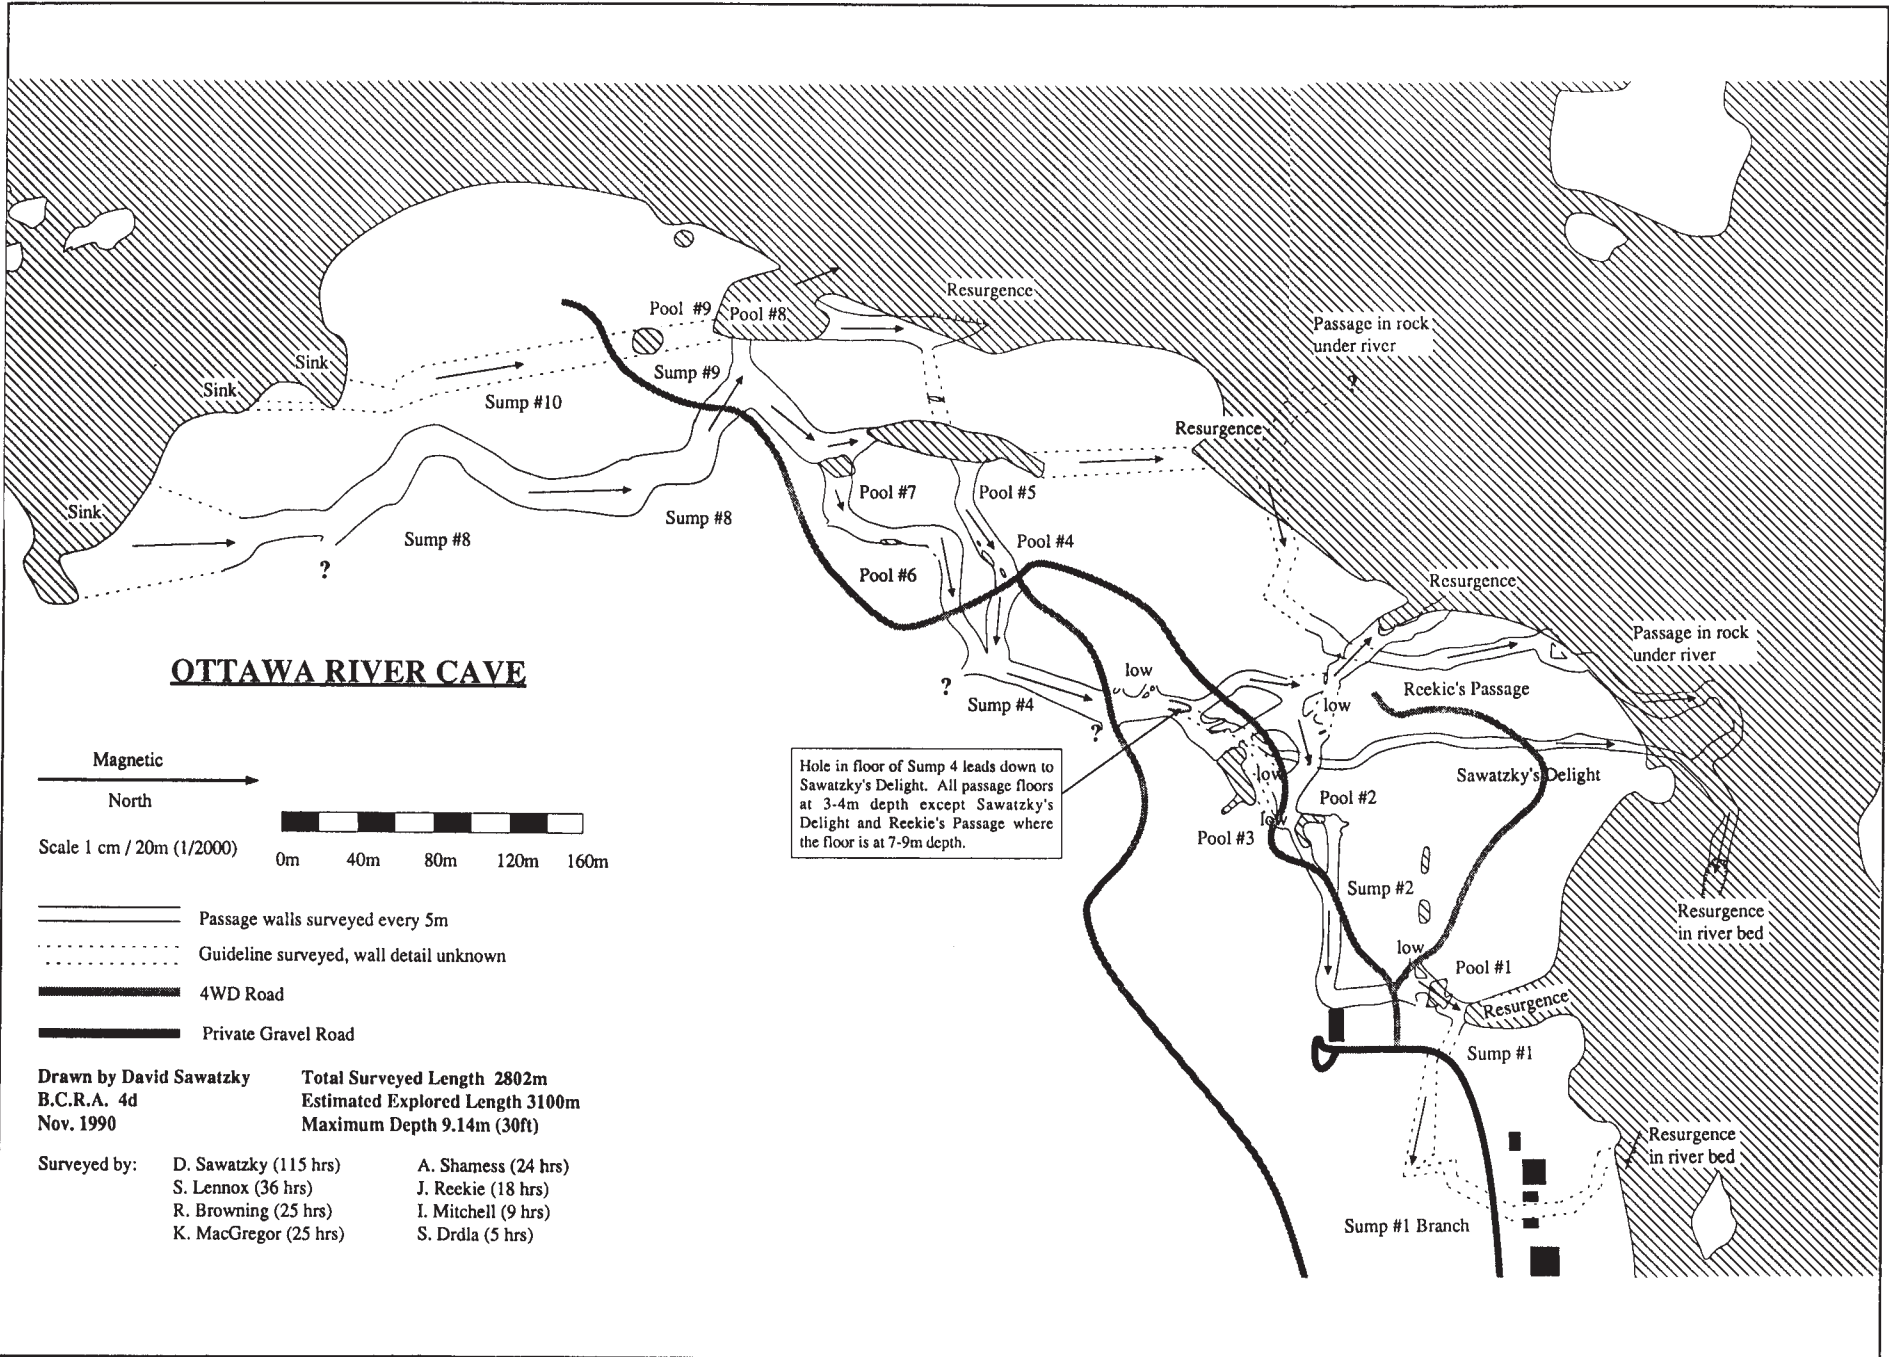 Resurgence
Pool #9
Pool #8
Passage in rock
under river
?
Sink
Sink
Sump #9
Sump #10
Resurgence
Sink
Pool #7
Pool #5
Sump #8
Sump #8
?
Pool #4
Pool #6
Resurgence
Passage in rock
under river
OTTAWA RIVER CAVE
?
low
Sump #4
?
Reekie's Passage
low
Magnetic
North
Hole in floor of Sump 4 leads down to
Sawatzky's Delight. All passage floors
at 3-4m depth except Sawatzky's
Delight and Reekie's Passage where
the floor is at 7-9m depth.
low
Sawatzky's Delight
Pool #2
low
Pool #3
Scale 1 cm / 20m (1/2000)
0m 40m 80m 120m 160m
Sump #2
Resurgence
in river bed
Passage walls surveyed every 5m
Guideline surveyed, wall detail unknown
4WD Road
Private Gravel Road
low
Pool #1
Resurgence
Sump #1
Drawn by David Sawatzky
B.C.R.A. 4d
Nov. 1990
Total Surveyed Length 2802m
Estimated Explored Length 3100m
Maximum Depth 9.14m (30ft)
Resurgence
in river bed
Surveyed by:
D. Sawatzky (115 hrs)
S. Lennox (36 hrs)
R. Browning (25 hrs)
K. MacGregor (25 hrs)
A. Shamess (24 hrs)
J. Reekie (18 hrs)
I. Mitchell (9 hrs)
S. Drdla (5 hrs)
Sump #1 Branch